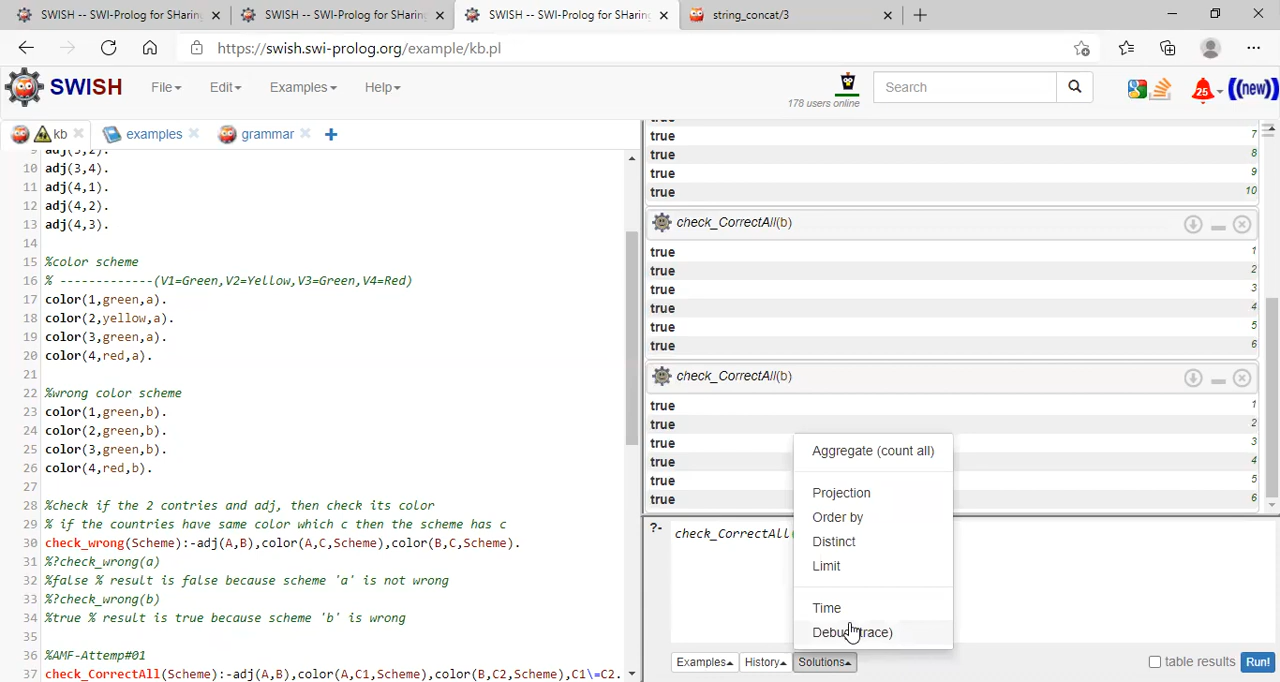 SWISH -- SWI-Prolog for SHaring
SWISH -- SWI-Prolog for SHaring
SWISH -- SWI-Prolog for SHaring
string_concat/3
https://swish.swi-prolog.org/example/kb.pl
SWISH
File
Edit
Examples
Help
178 users online
Search
25
((new))
kb
examples
grammar
10 adj(3,4).
11 adj(4,1).
12 adj(4,2).
13 adj(4,3).
14
15 %color scheme
16 % -------------(V1=Green,V2=Yellow,V3=Green,V4=Red)
17 color(1,green,a).
18 color(2,yellow,a).
19 color(3,green,a).
20 color(4,red,a).
21
22 %wrong color scheme
23 color(1,green,b).
24 color(2,green,b).
25 color(3,green,b).
26 color(4,red,b).
27
28 %check if the 2 contries and adj, then check its color
29 % if the countries have same color which c then the scheme has c
30 check_wrong(Scheme):-adj(A,B),color(A,C,Scheme),color(B,C,Scheme).
31 %?check_wrong(a)
32 %false % result is false because scheme 'a' is not wrong
33 %?check_wrong(b)
34 %true % result is true because scheme 'b' is wrong
35
36 %AMF-Attemp#01
37 check_CorrectAll(Scheme):-adj(A,B),color(A,C1,Scheme),color(B,C2,Scheme),C1\=C2.
true 7
true 8
true 9
true 10
check_CorrectAll(b)
true 1
true 2
true 3
true 4
true 5
true 6
check_CorrectAll(b)
true 1
true 2
true 3
true 4
true 5
true 6
?- check_CorrectAll(
Aggregate (count all)
Projection
Order by
Distinct
Limit
Time
Debug (trace)
Examples
History
Solutions
table results
Run!